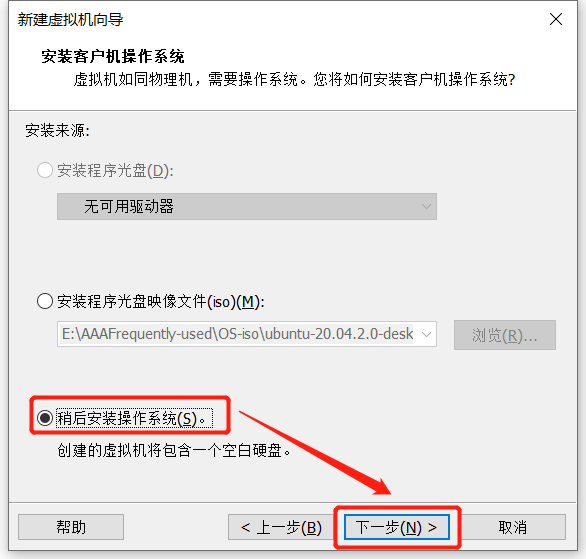 新建虚拟机向导
安装客户机操作系统
虚拟机如同物理机，需要操作系统。您将如何安装客户机操作系统?
安装来源:
安装程序光盘(D):
无可用驱动器
安装程序光盘映像文件(iso)(M):
E:\AAAFrequently-used\OS-iso\ubuntu-20.04.2.0-desk
浏览(R)...
稍后安装操作系统(S)。
创建的虚拟机将包含一个空白硬盘。
帮助
< 上一步(B)
下一步(N) >
取消